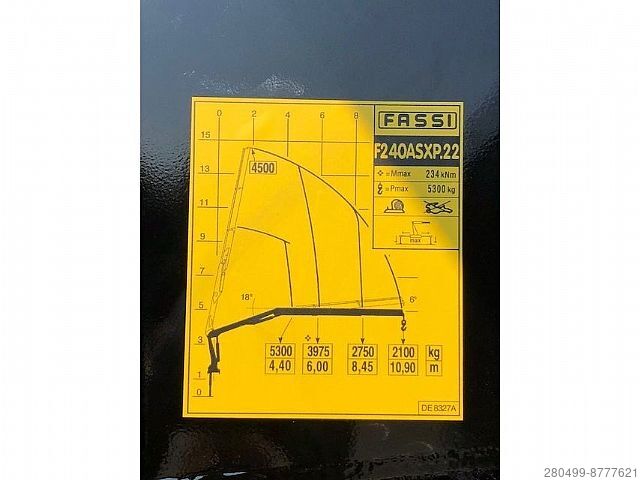 0 2 4 6 8
FASSI
F240ASXP.22
= Mmax 234 kNm
= Pmax 5300 kg
max
15
13
11
9
7
5
3
1
0
4500
18°
6°
5300 3975 2750 2100 kg
4,40 6,00 8,45 10,90 m
DE 8327A
280499-8777621